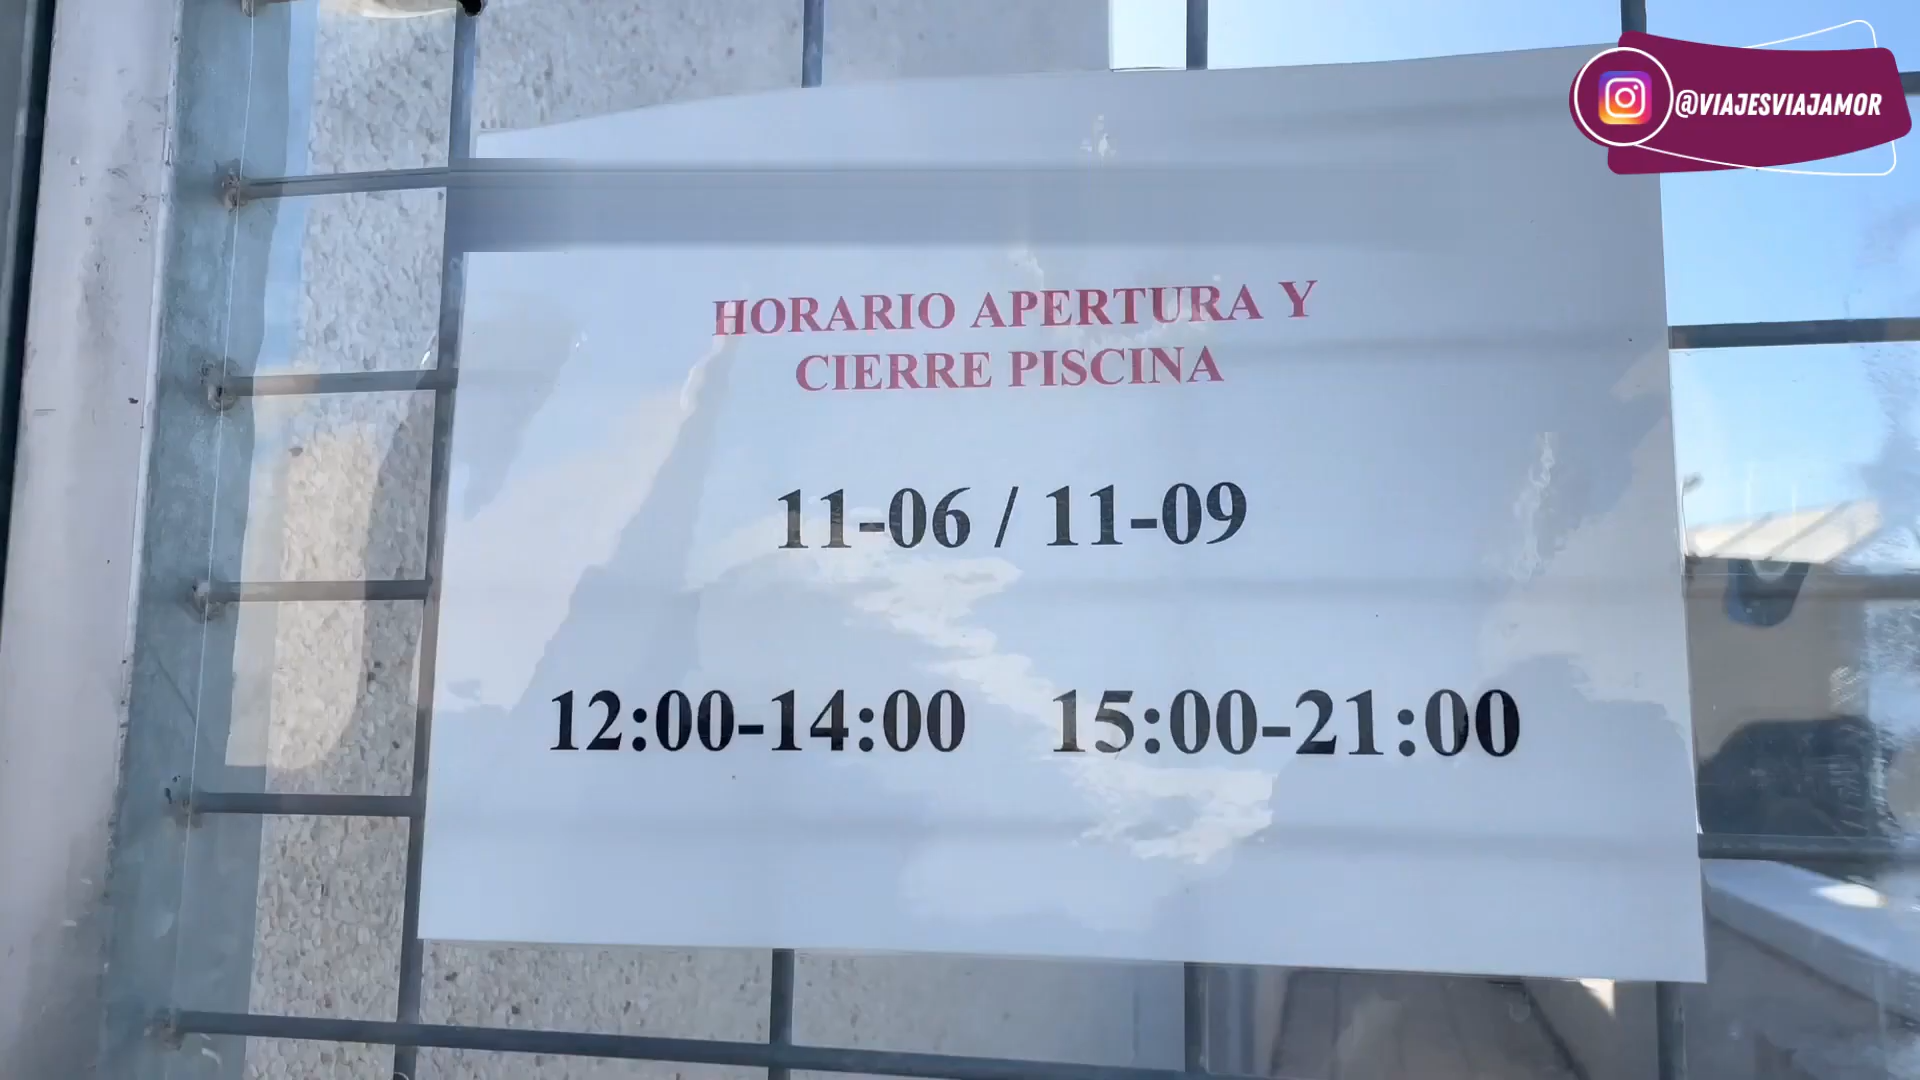 @VIAJESVIAJAMOR
HORARIO APERTURA Y
CIERRE PISCINA
11-06 / 11-09
12:00-14:00 15:00-21:00